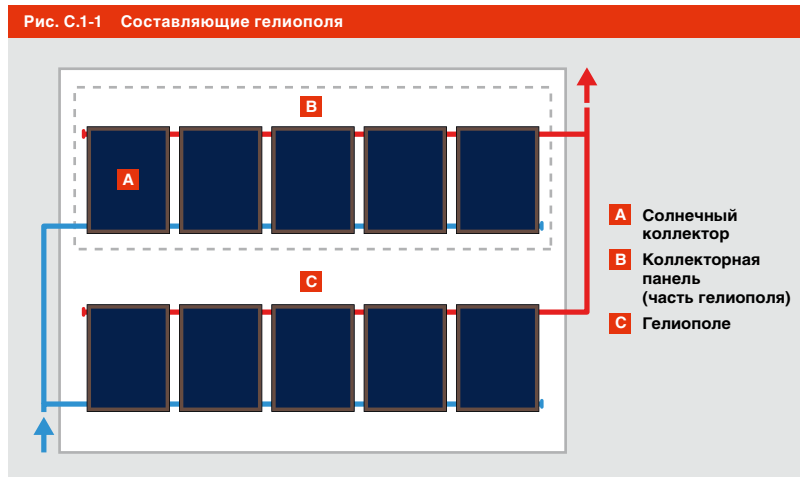 Рис. C.1-1 Составляющие гелиополя
B
A
C
A Солнечный
коллектор
B Коллекторная
панель
(часть гелиополя)
C Гелиополе